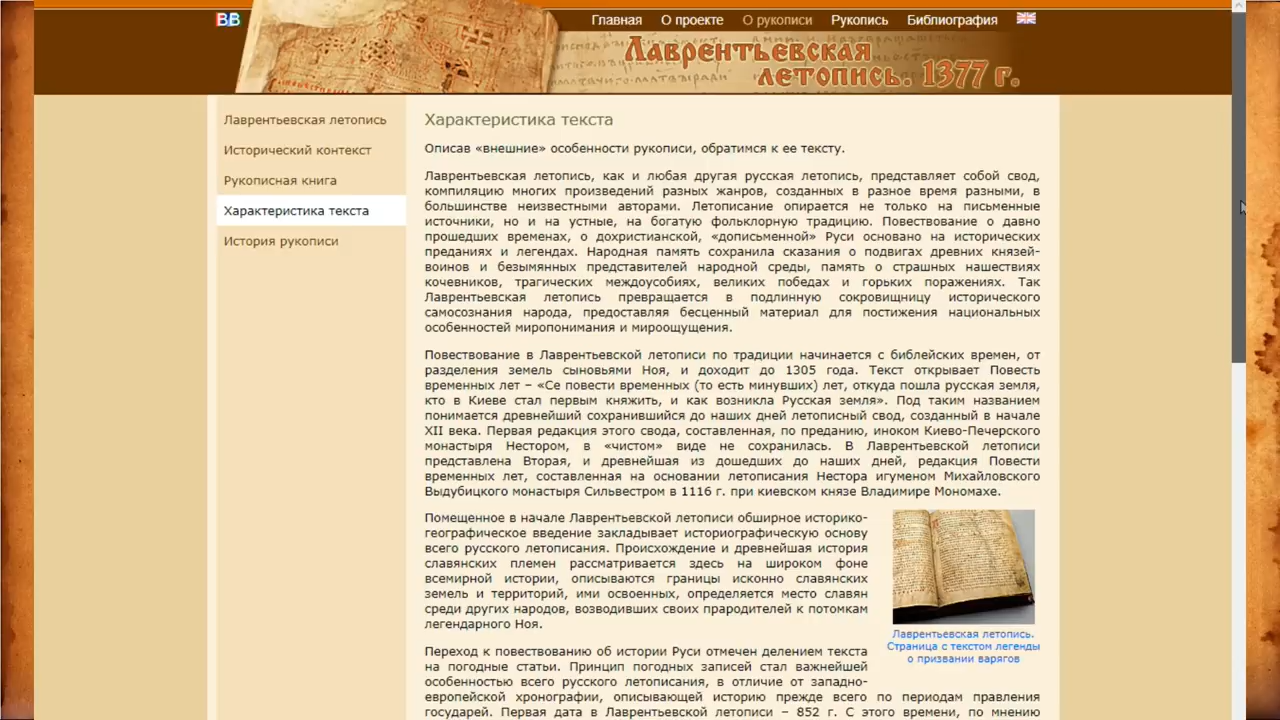 BB
Главная О проекте О рукописи Рукопись Библиография
Лаврентьевская
летопись. 1377 г.
Лаврентьевская летопись
Исторический контекст
Рукописная книга
Характеристика текста
История рукописи
Характеристика текста
Описав «внешние» особенности рукописи, обратимся к ее тексту.
Лаврентьевская летопись, как и любая другая русская летопись, представляет собой свод,
компиляцию многих произведений разных жанров, созданных в разное время разными, в
большинстве неизвестными авторами. Летописание опирается не только на письменные
источники, но и на устные, на богатую фольклорную традицию. Повествование о давно
прошедших временах, о дохристианской, «дописьменной» Руси основано на исторических
преданиях и легендах. Народная память сохранила сказания о подвигах древних князей-
воинов и безымянных представителей народной среды, память о страшных нашествиях
кочевников, трагических междоусобиях, великих победах и горьких поражениях. Так
Лаврентьевская летопись превращается в подлинную сокровищницу исторического
самосознания народа, предоставляя бесценный материал для постижения национальных
особенностей миропонимания и мироощущения.
Повествование в Лаврентьевской летописи по традиции начинается с библейских времен, от
разделения земель сыновьями Ноя, и доходит до 1305 года. Текст открывает Повесть
временных лет – «Се повести временных (то есть минувших) лет, откуда пошла русская земля,
кто в Киеве стал первым княжить, и как возникла Русская земля». Под таким названием
понимается древнейший сохранившийся до наших дней летописный свод, созданный в начале
XII века. Первая редакция этого свода, составленная, по преданию, иноком Киево-Печерского
монастыря Нестором, в «чистом» виде не сохранилась. В Лаврентьевской летописи
представлена Вторая, и древнейшая из дошедших до наших дней, редакция Повести
временных лет, составленная на основании летописания Нестора игуменом Михайловского
Выдубицкого монастыря Сильвестром в 1116 г. при киевском князе Владимире Мономахе.
Помещенное в начале Лаврентьевской летописи обширное историко-
географическое введение закладывает историографическую основу
всего русского летописания. Происхождение и древнейшая история
славянских племен рассматривается здесь на широком фоне
всемирной истории, описываются границы исконно славянских
земель и территорий, ими освоенных, определяется место славян
среди других народов, возводивших своих прародителей к потомкам
легендарного Ноя.
Лаврентьевская летопись.
Страница с текстом легенды
о призвании варягов
Переход к повествованию об истории Руси отмечен делением текста
на погодные статьи. Принцип погодных записей стал важнейшей
особенностью всего русского летописания, в отличие от западно-
европейской хронографии, описывающей историю прежде всего по периодам правления
государей. Первая дата в Лаврентьевской летописи – 852 г. С этого времени, по мнению